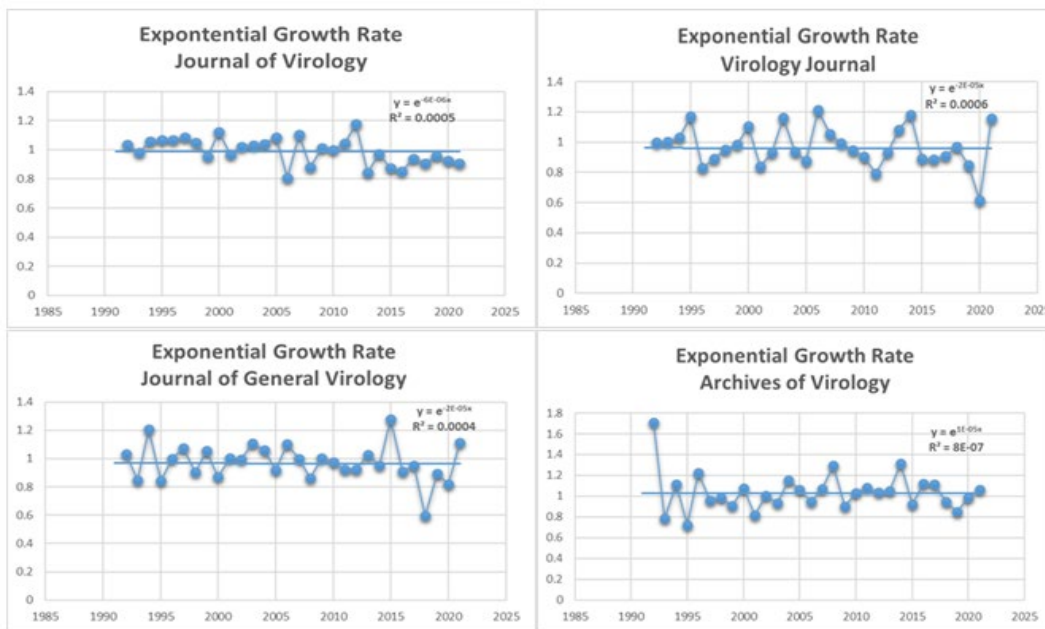 Expontential Growth Rate
Journal of Virology
y = e^-6E-06x
R² = 0.0005
1.4
1.2
1
0.8
0.6
0.4
0.2
0
1985 1990 1995 2000 2005 2010 2015 2020 2025
Exponential Growth Rate
Virology Journal
y = e^-2E-05x
R² = 0.0006
1.4
1.2
1
0.8
0.6
0.4
0.2
0
1985 1990 1995 2000 2005 2010 2015 2020 2025
Exponential Growth Rate
Journal of General Virology
y = e^-2E-05x
R² = 0.0004
1.4
1.2
1
0.8
0.6
0.4
0.2
0
1985 1990 1995 2000 2005 2010 2015 2020 2025
Exponential Growth Rate
Archives of Virology
y = e^1E-05x
R² = 8E-07
1.8
1.6
1.4
1.2
1
0.8
0.6
0.4
0.2
0
1985 1990 1995 2000 2005 2010 2015 2020 2025